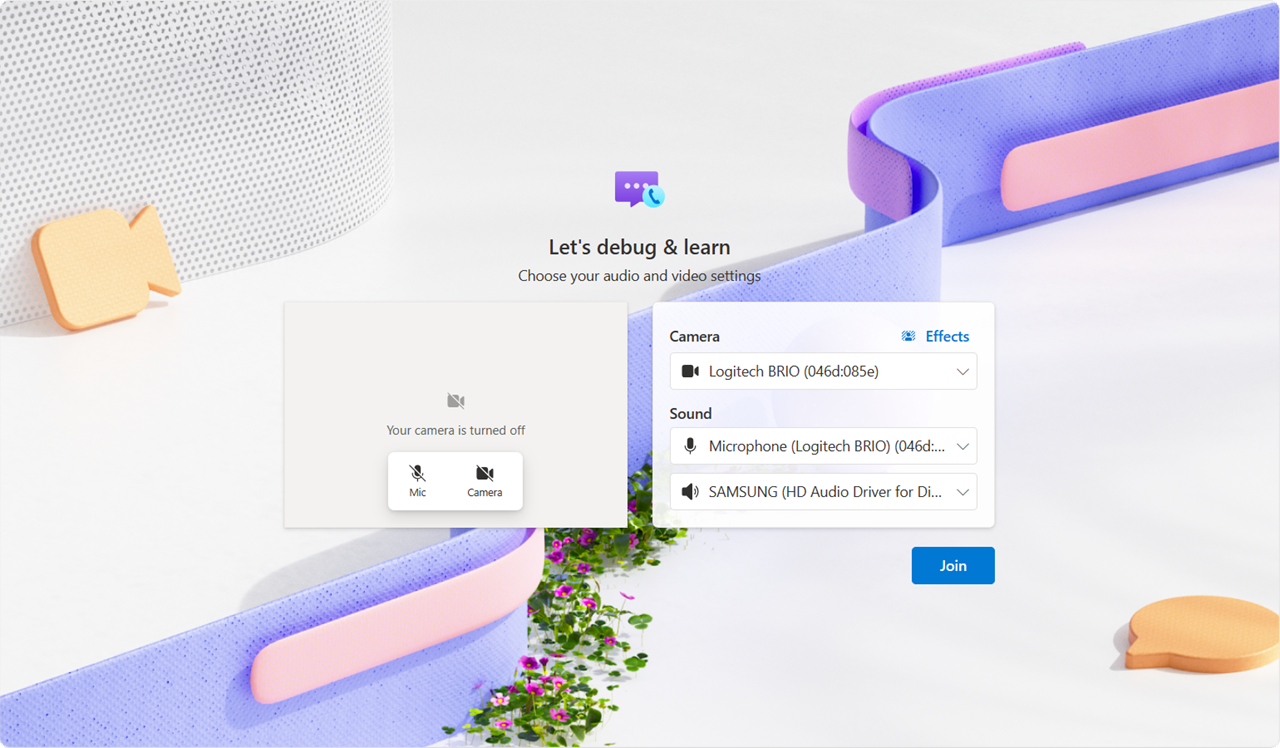 Let's debug & learn
Choose your audio and video settings
Your camera is turned off
Mic
Camera
Camera
Effects
Logitech BRIO (046d:085e)
Sound
Microphone (Logitech BRIO) (046d:...
SAMSUNG (HD Audio Driver for Di...
Join